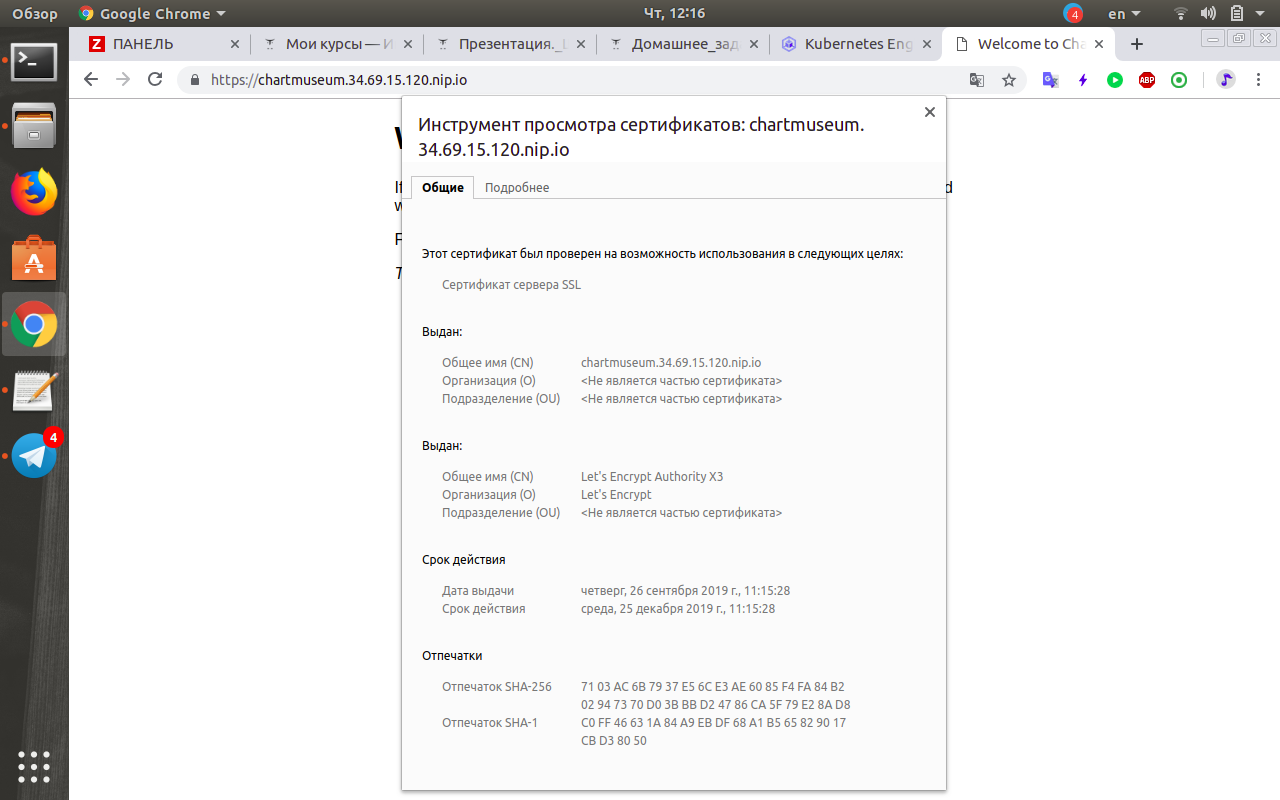 Обзор Google Chrome Чт, 12:16 4 en
ПАНЕЛЬ Мои курсы — И Презентация._ Домашнее_зад Kubernetes Eng Welcome to Cha
https://chartmuseum.34.69.15.120.nip.io ABP
Инструмент просмотра сертификатов: chartmuseum.
34.69.15.120.nip.io
Общие Подробнее
Этот сертификат был проверен на возможность использования в следующих целях:
Сертификат сервера SSL
Выдан:
Общее имя (CN) chartmuseum.34.69.15.120.nip.io
Организация (O) <Не является частью сертификата>
Подразделение (OU) <Не является частью сертификата>
Выдан:
Общее имя (CN) Let's Encrypt Authority X3
Организация (O) Let's Encrypt
Подразделение (OU) <Не является частью сертификата>
Срок действия
Дата выдачи четверг, 26 сентября 2019 г., 11:15:28
Срок действия среда, 25 декабря 2019 г., 11:15:28
Отпечатки
Отпечаток SHA-256 71 03 AC 6B 79 37 E5 6C E3 AE 60 85 F4 FA 84 B2
02 94 73 70 D0 3B BB D2 47 86 CA 5F 79 E2 8A D8
Отпечаток SHA-1 C0 FF 46 63 1A 84 A9 EB DF 68 A1 B5 65 82 90 17
CB D3 80 50
4